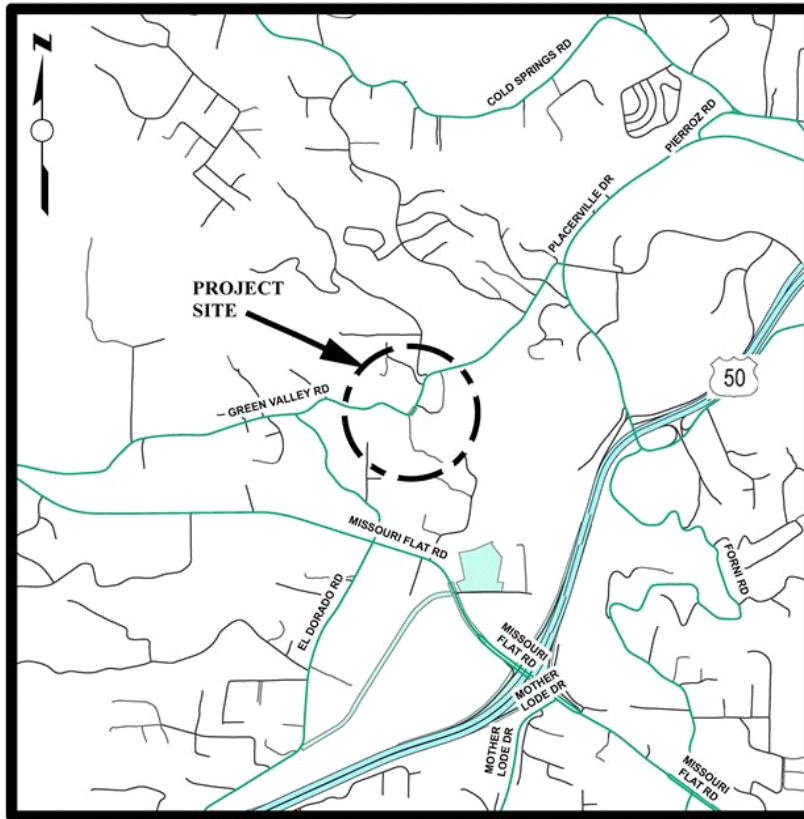 N
COLD SPRINGS RD
PIERROZ RD
PLACERVILLE DR
PROJECT
SITE
50
GREEN VALLEY RD
MISSOURI FLAT RD
FORNI RD
EL DORADO RD
MISSOURI
FLAT RD
MOTHER
LODE DR
MOTHER
LODE DR
MISSOURI
FLAT RD